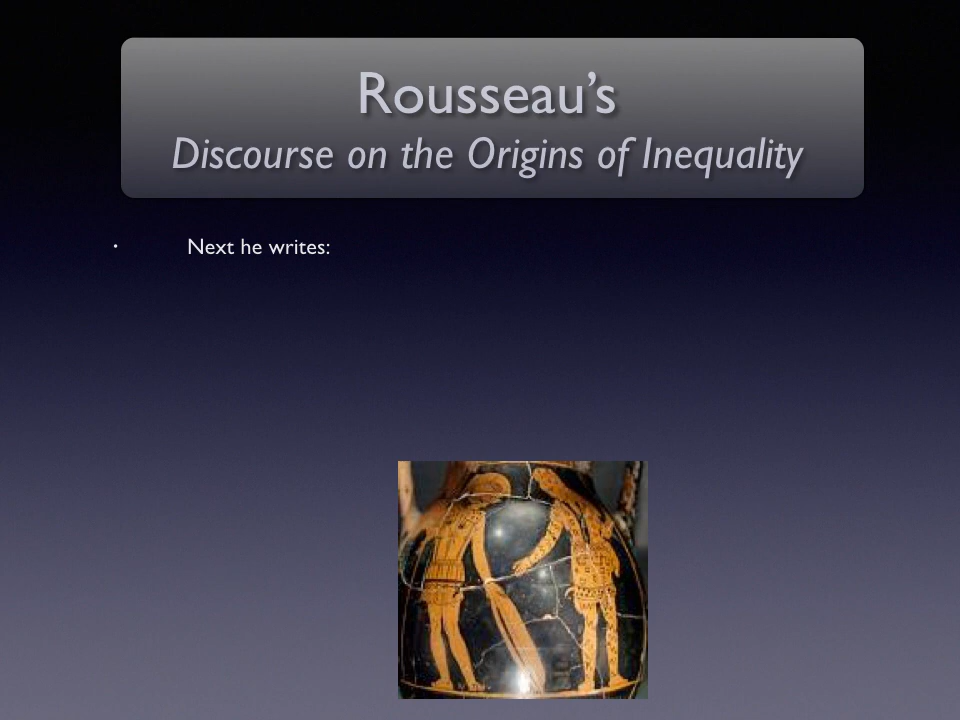 Rousseau’s
Discourse on the Origins of Inequality
• Next he writes: